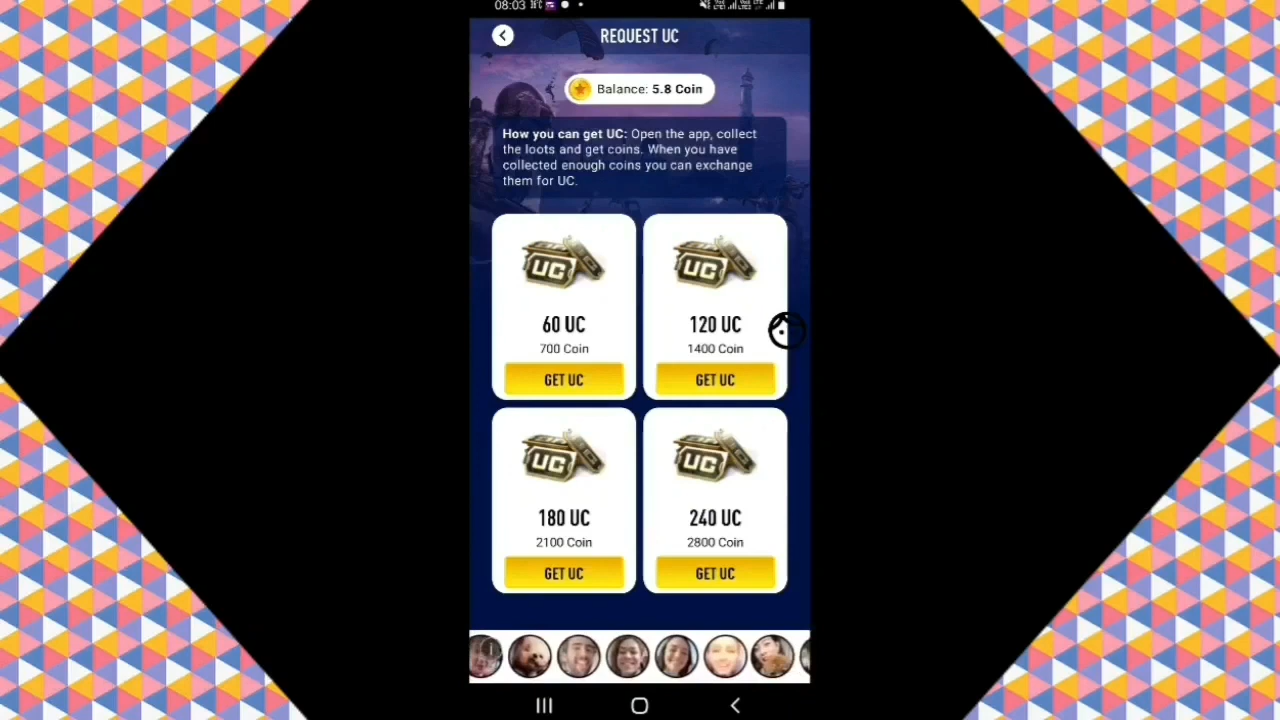 08:03
REQUEST UC
Balance: 5.8 Coin
How you can get UC: Open the app, collect
the loots and get coins. When you have
collected enough coins you can exchange
them for UC.
UC
UC
60 UC
120 UC
700 Coin
1400 Coin
GET UC
GET UC
UC
UC
180 UC
240 UC
2100 Coin
2800 Coin
GET UC
GET UC